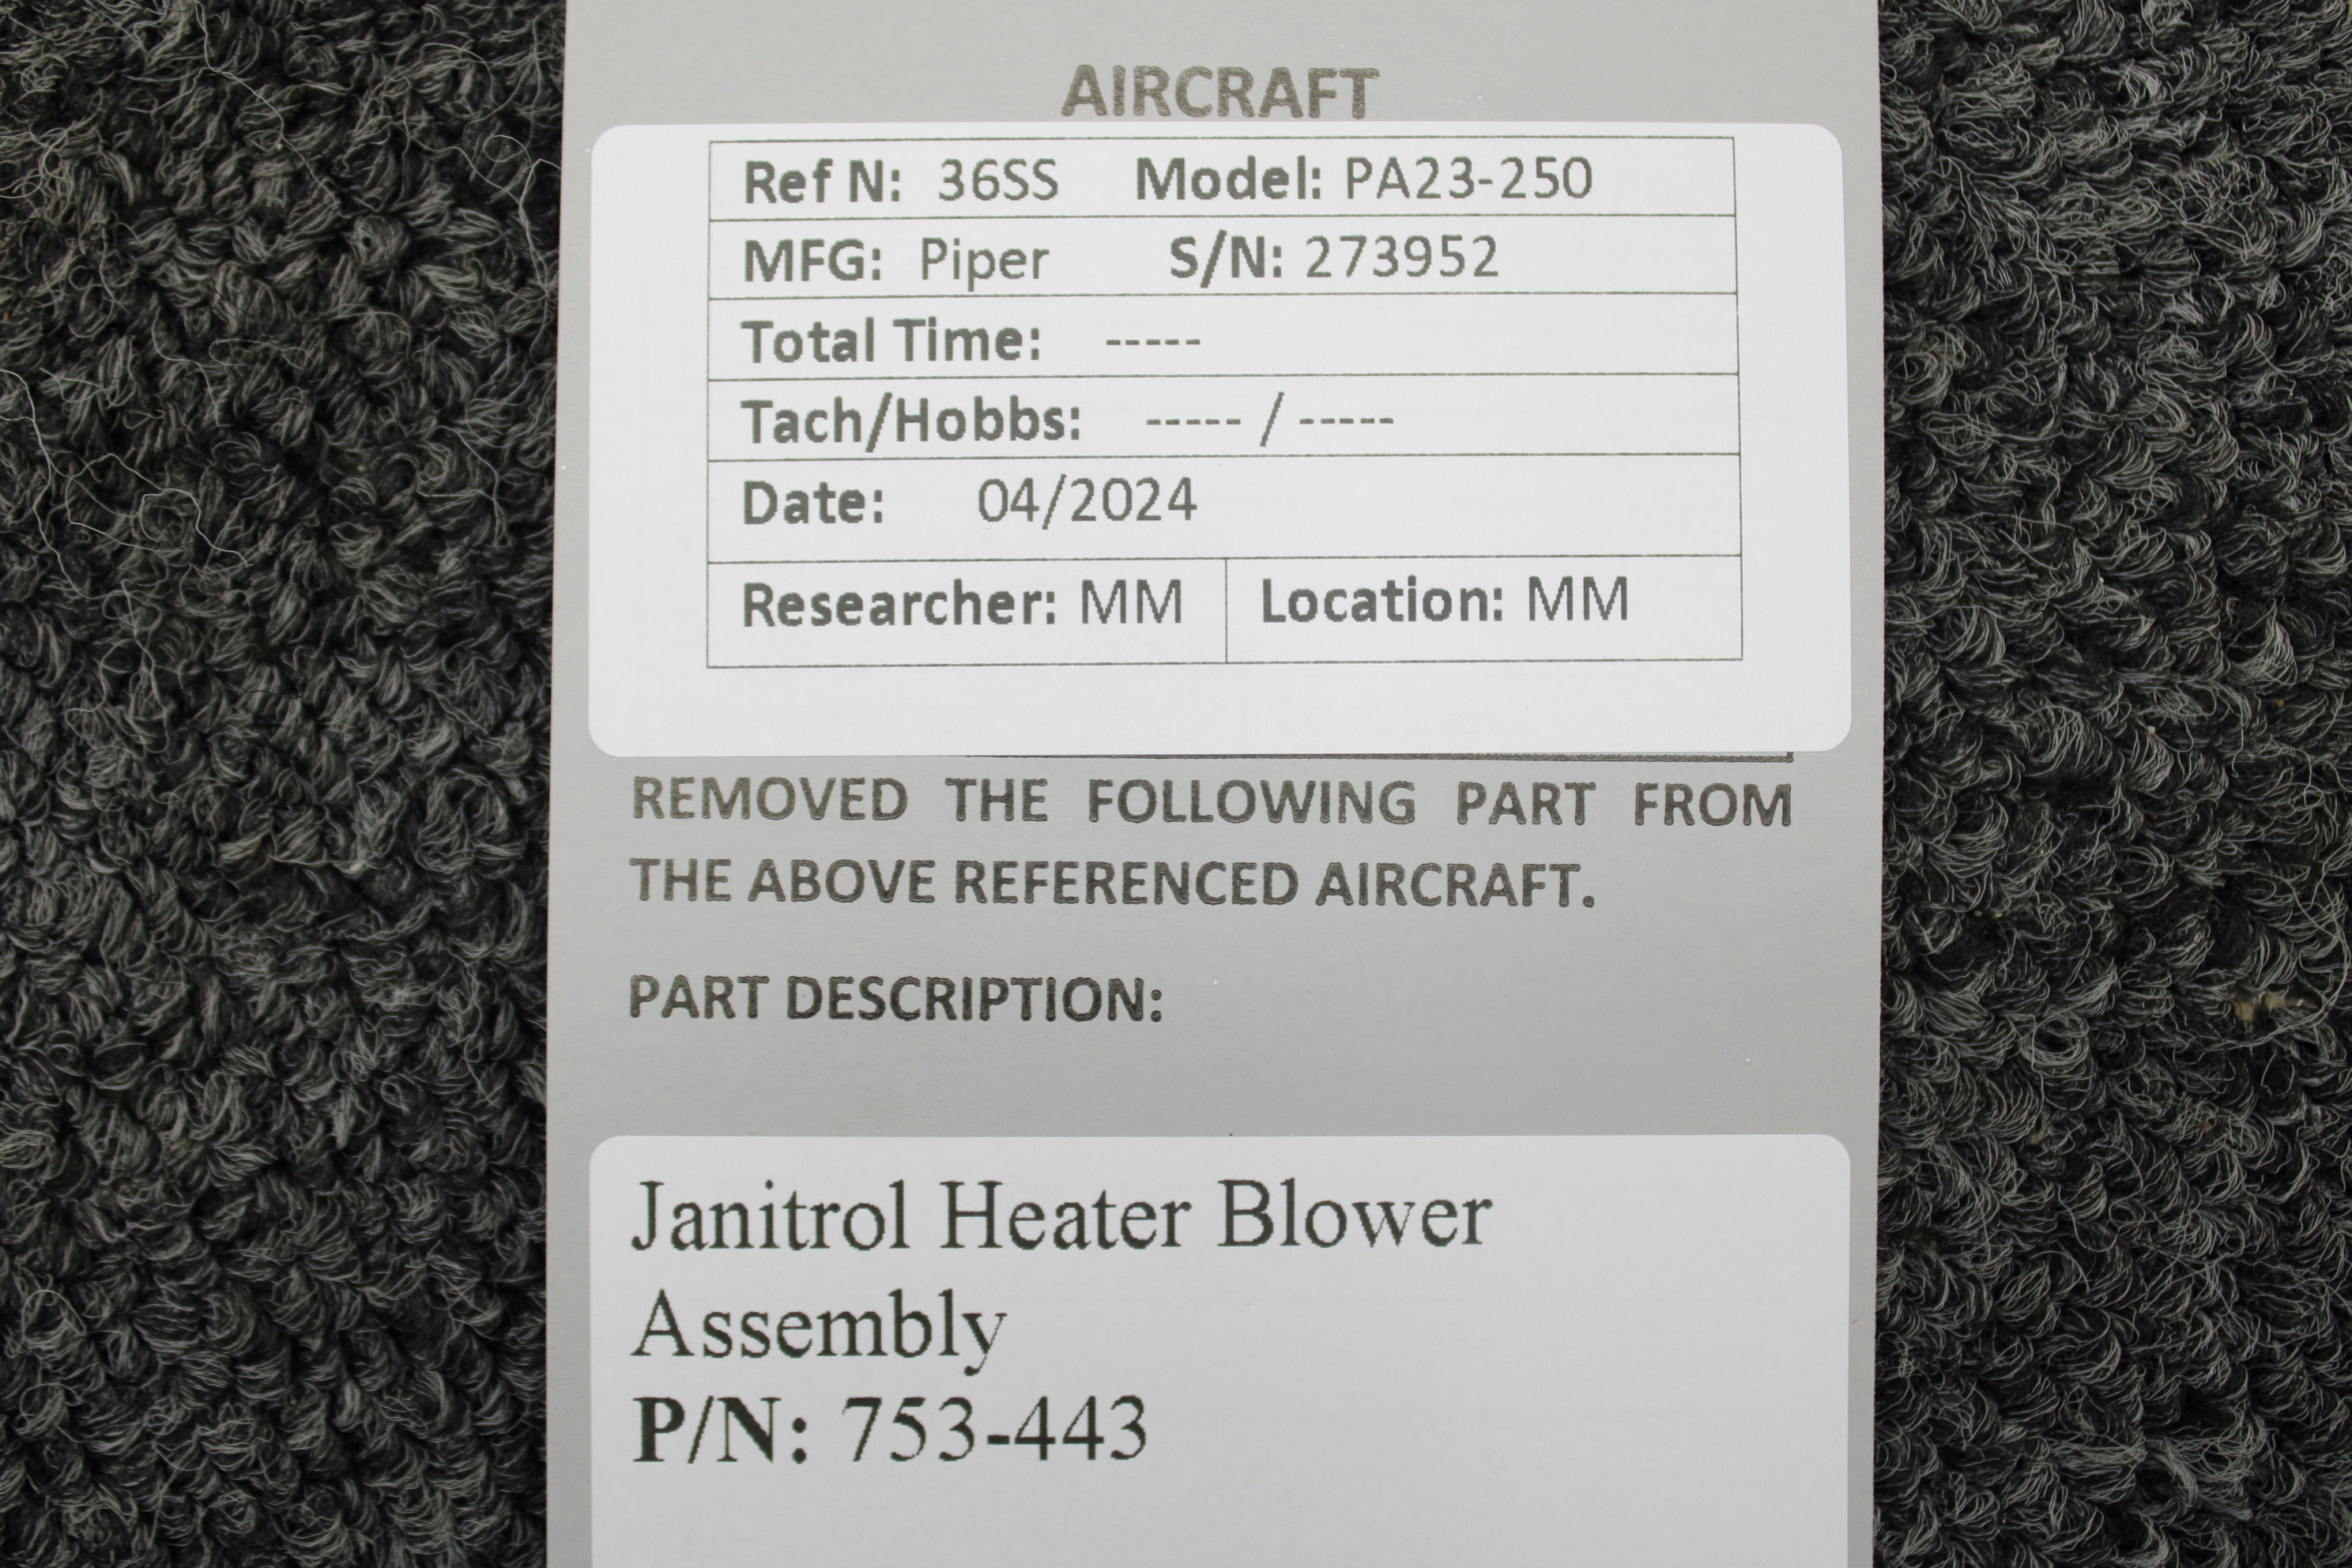 AIRCRAFT
Ref N: 36SS Model: PA23-250
MFG: Piper S/N: 273952
Total Time: -----
Tach/Hobbs: ----- / -----
Date: 04/2024
Researcher: MM Location: MM
REMOVED THE FOLLOWING PART FROM
THE ABOVE REFERENCED AIRCRAFT.
PART DESCRIPTION:
Janitrol Heater Blower
Assembly
P/N: 753-443